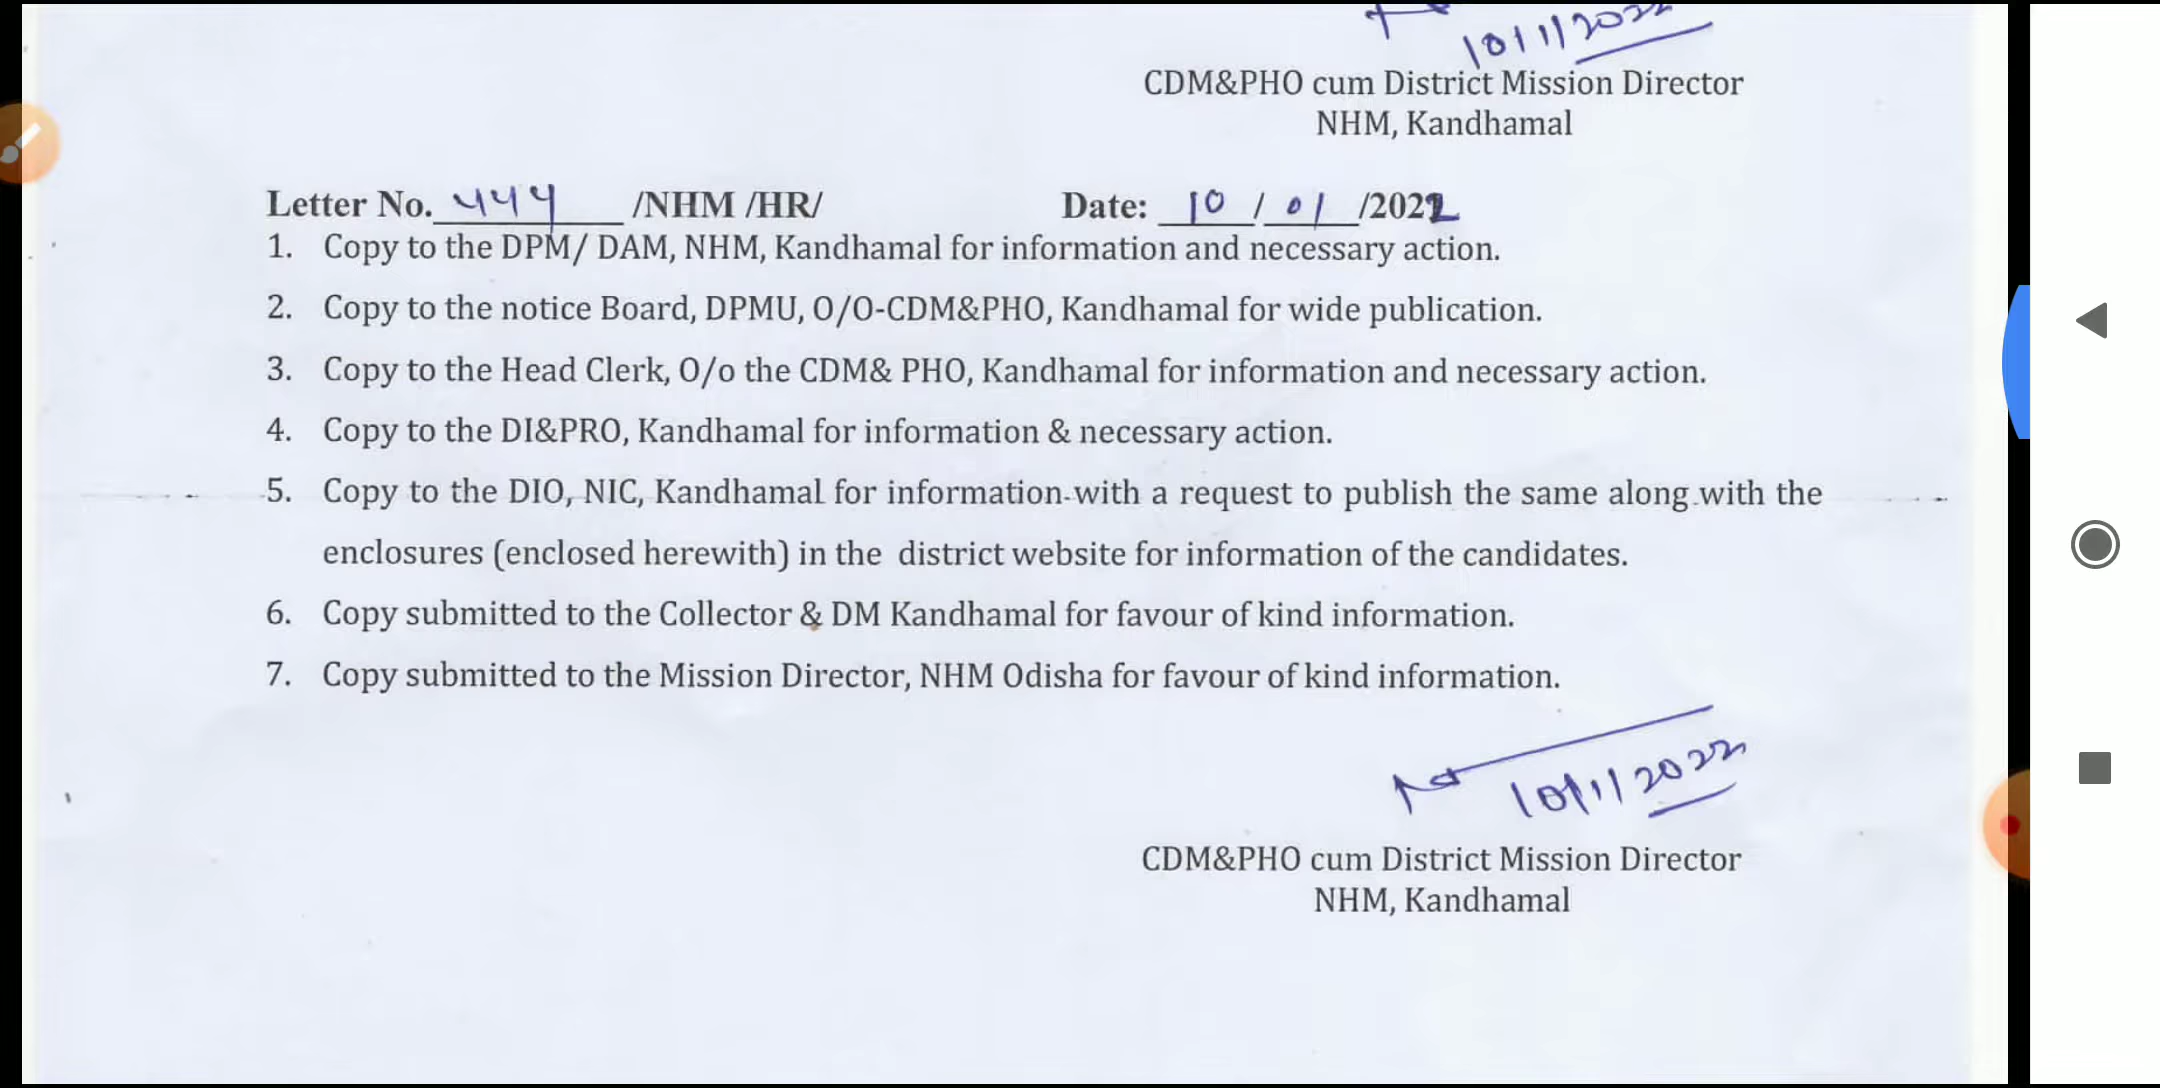 10/1/2022
CDM&PHO cum District Mission Director
NHM, Kandhamal
Letter No. 444 /NHM /HR/ Date: 10 / 01 /2022
1. Copy to the DPM/ DAM, NHM, Kandhamal for information and necessary action.
2. Copy to the notice Board, DPMU, O/O-CDM&PHO, Kandhamal for wide publication.
3. Copy to the Head Clerk, O/o the CDM& PHO, Kandhamal for information and necessary action.
4. Copy to the DI&PRO, Kandhamal for information & necessary action.
5. Copy to the DIO, NIC, Kandhamal for information with a request to publish the same along with the
enclosures (enclosed herewith) in the district website for information of the candidates.
6. Copy submitted to the Collector & DM Kandhamal for favour of kind information.
7. Copy submitted to the Mission Director, NHM Odisha for favour of kind information.
10/1/2022
CDM&PHO cum District Mission Director
NHM, Kandhamal